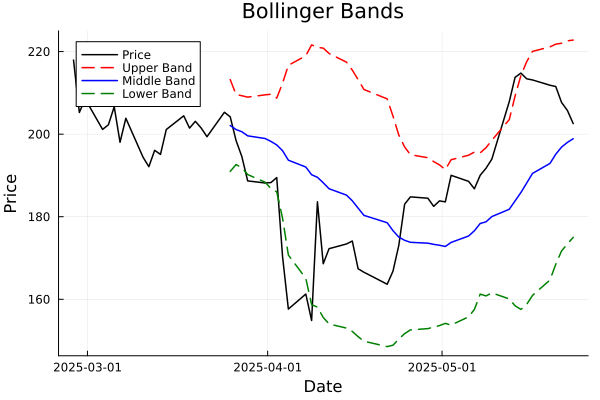 Bollinger Bands
Price
Upper Band
Middle Band
Lower Band
220
200
180
160
Price
2025-03-01
2025-04-01
2025-05-01
Date